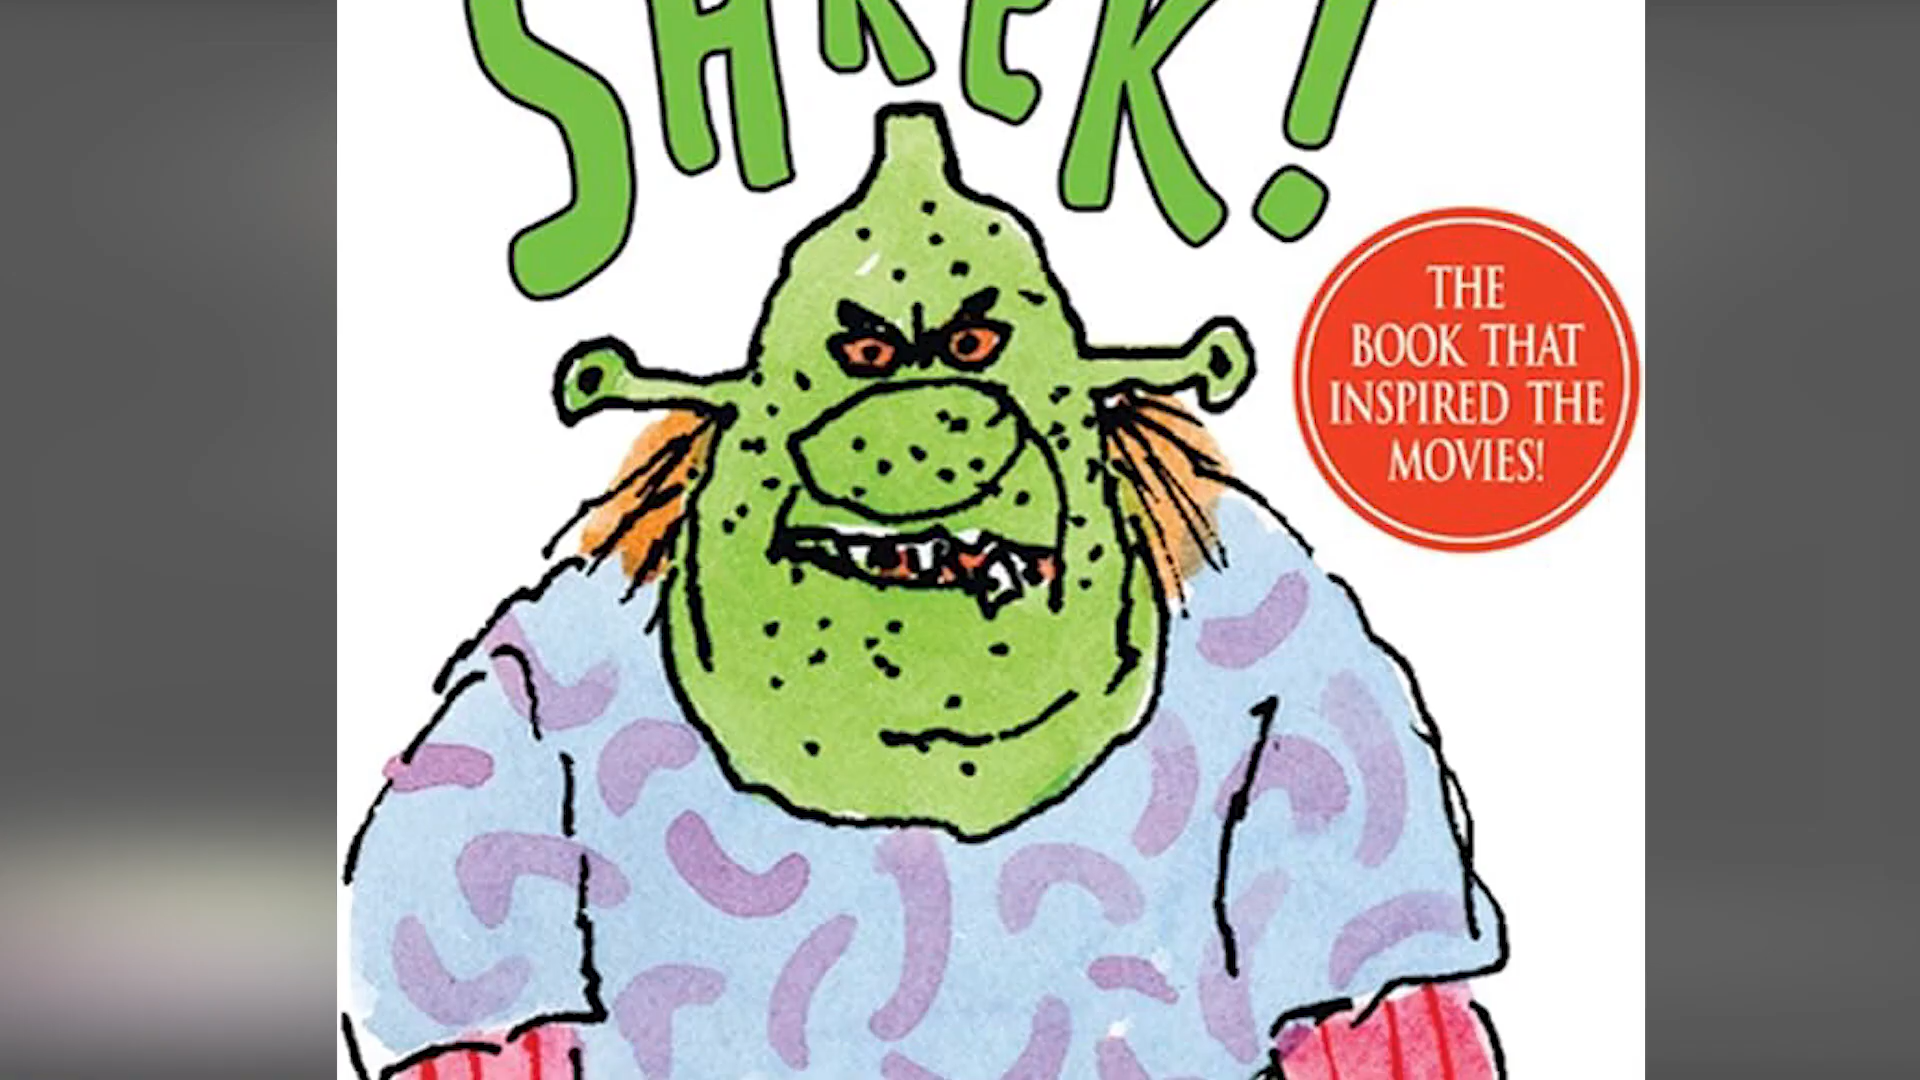 SHREK!
THE
BOOK THAT
INSPIRED THE
MOVIES!